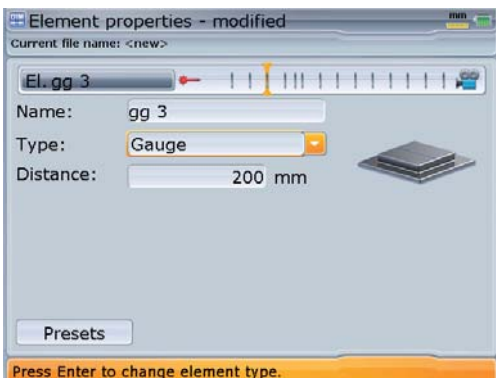 Element properties - modified
mm
Current file name: <new>
El. gg 3
Name: gg 3
Type: Gauge
Distance: 200 mm
Presets
Press Enter to change element type.